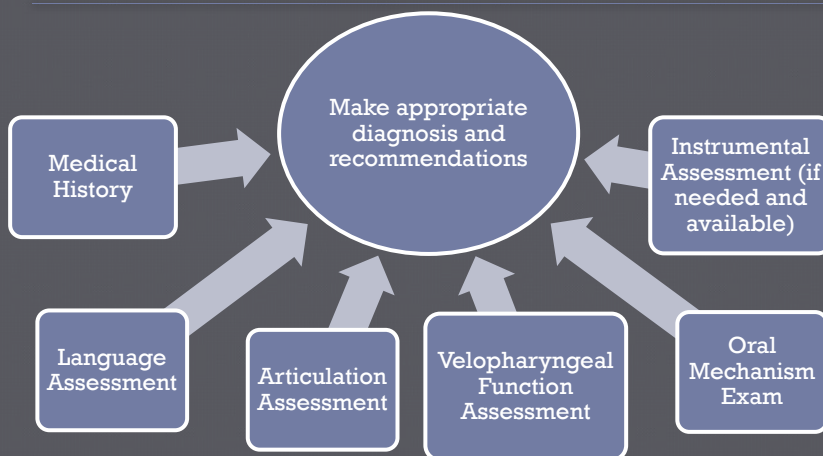 Make appropriate
diagnosis and
recommendations
Medical
History
Instrumental
Assessment (if
needed and
available)
Language
Assessment
Articulation
Assessment
Velopharyngeal
Function
Assessment
Oral
Mechanism
Exam